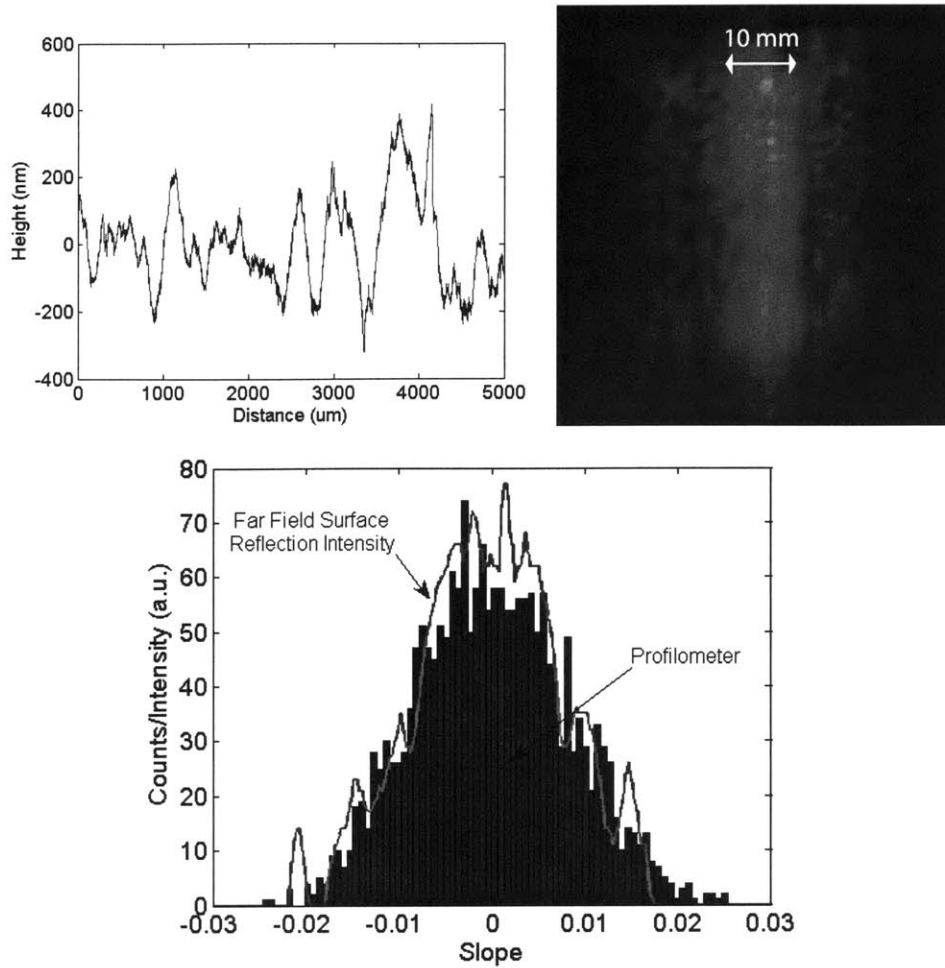 600
400
200
0
-200
-400
Height (nm)
0 1000 2000 3000 4000 5000
Distance (um)
10 mm
80
70
60
50
40
30
20
10
0
Counts/Intensity (a.u.)
Far Field Surface
Reflection Intensity
Profilometer
-0.03 -0.02 -0.01 0 0.01 0.02 0.03
Slope